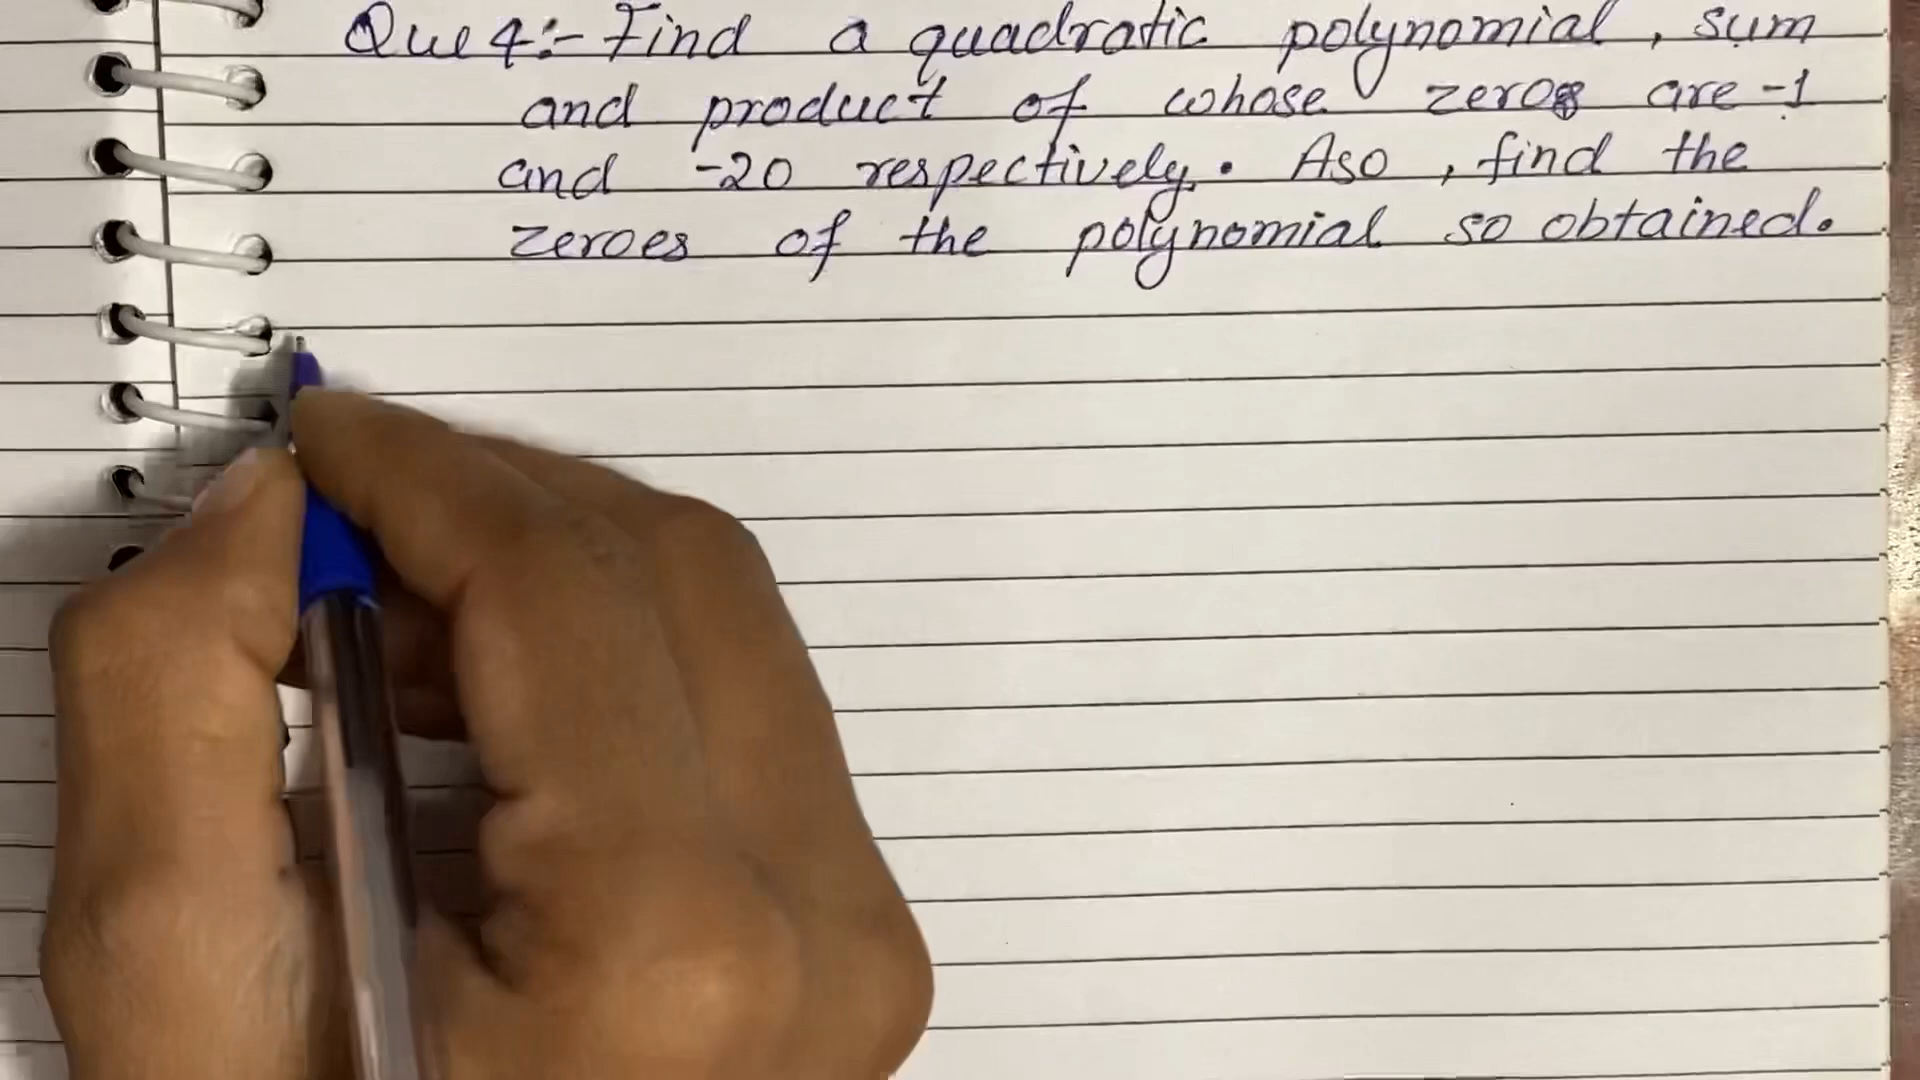 Que 4:- Find a quadratic polynomial, sum
and product of whose zeroes are -1
and -20 respectively. Aso, find the
zeroes of the polynomial so obtained.